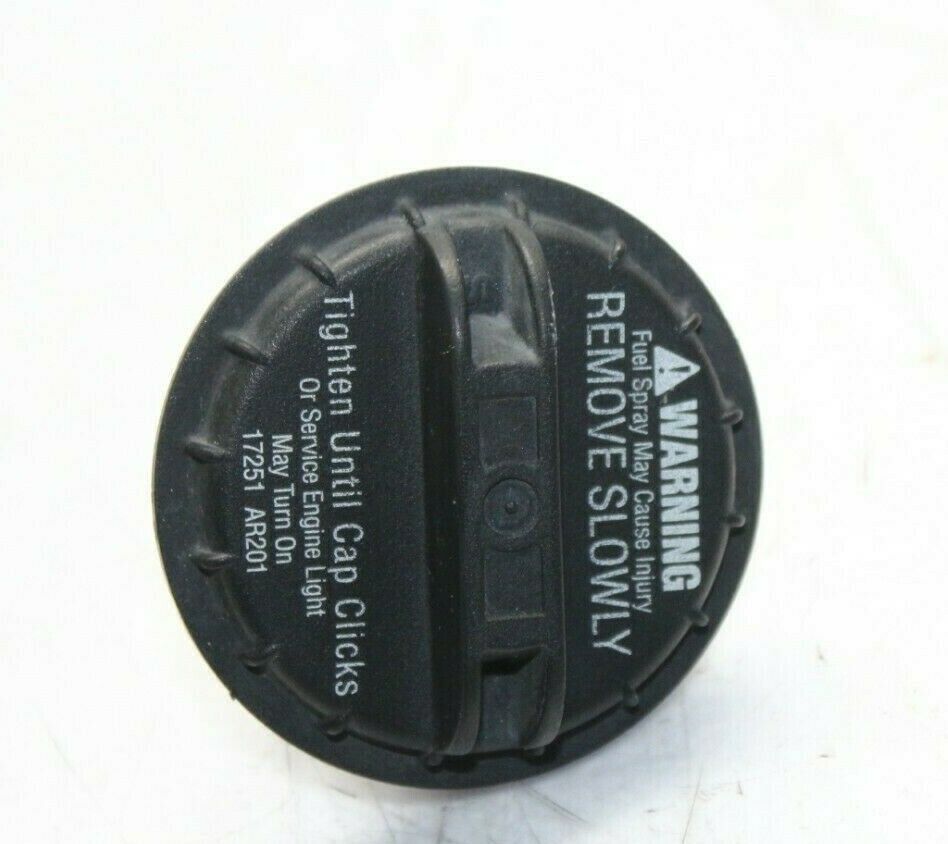 WARNING
Fuel Spray May Cause Injury
REMOVE SLOWLY
Tighten Until Cap Clicks
Or Service Engine Light
May Turn On
17251 AR201